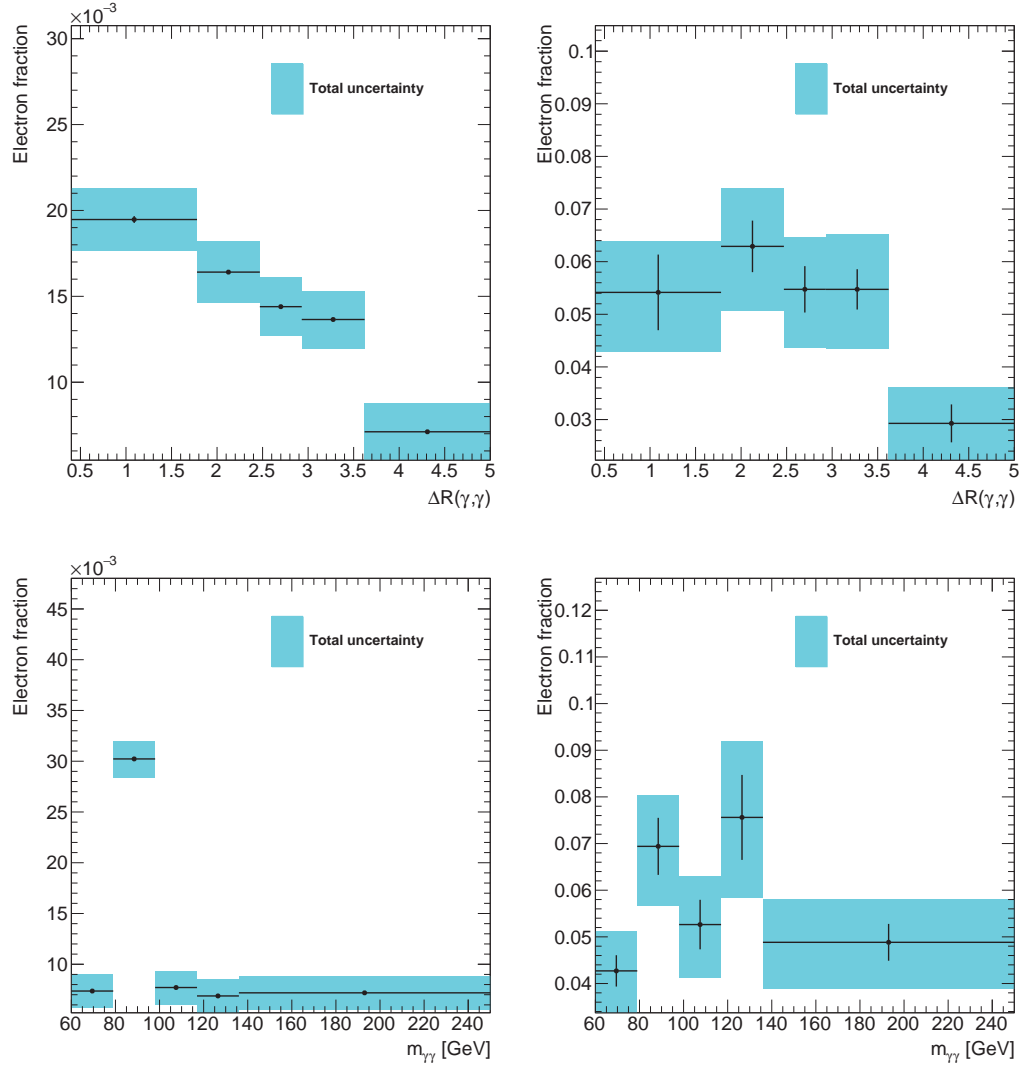 ×10⁻³
Electron fraction
30
25
20
15
10
Total uncertainty
0.5 1 1.5 2 2.5 3 3.5 4 4.5 5
ΔR(γ,γ)
Electron fraction
0.1
0.09
0.08
0.07
0.06
0.05
0.04
0.03
Total uncertainty
0.5 1 1.5 2 2.5 3 3.5 4 4.5 5
ΔR(γ,γ)
×10⁻³
Electron fraction
45
40
35
30
25
20
15
10
Total uncertainty
60 80 100 120 140 160 180 200 220 240
m_γγ [GeV]
Electron fraction
0.12
0.11
0.1
0.09
0.08
0.07
0.06
0.05
0.04
Total uncertainty
60 80 100 120 140 160 180 200 220 240
m_γγ [GeV]